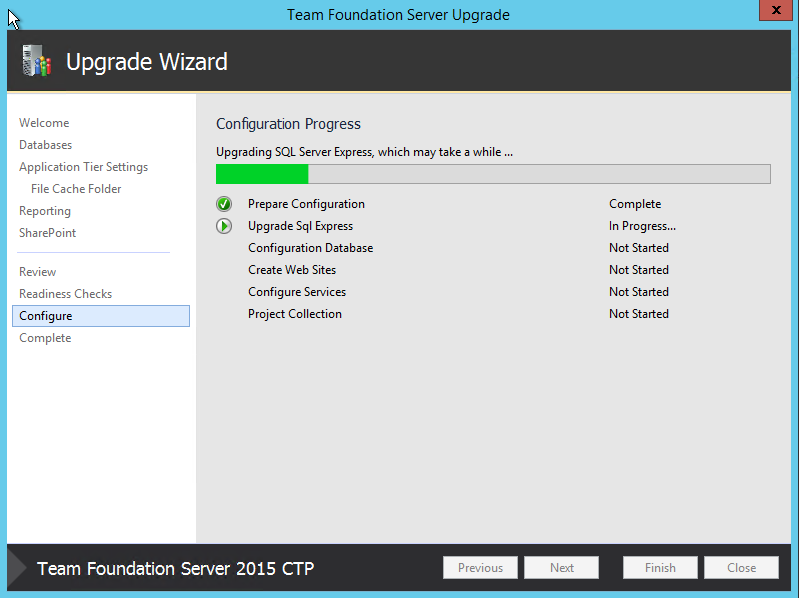 Team Foundation Server Upgrade
x
Upgrade Wizard
Welcome
Databases
Application Tier Settings
File Cache Folder
Reporting
SharePoint
Review
Readiness Checks
Configure
Complete
Configuration Progress
Upgrading SQL Server Express, which may take a while ...
Prepare Configuration Complete
Upgrade Sql Express In Progress...
Configuration Database Not Started
Create Web Sites Not Started
Configure Services Not Started
Project Collection Not Started
Team Foundation Server 2015 CTP
Previous Next Finish Close